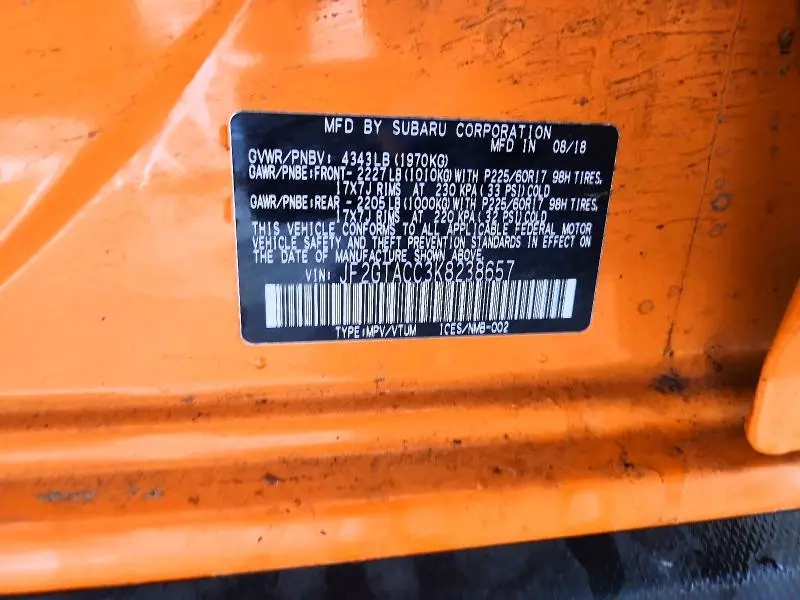 MFD BY SUBARU CORPORATION
MFD IN 08/18
GVWR/PNBV: 4343LB(1970KG)
GAWR/PNBE:FRONT- 2227LB(1010KG)WITH P225/60R17 98H TIRES,
17X7J RIMS AT 230 KPA(33 PSI)COLD
GAWR/PNBE:REAR - 2205LB(1000KG)WITH P225/60R17 98H TIRES,
17X7J RIMS AT 220 KPA(32 PSI)COLD
THIS VEHICLE CONFORMS TO ALL APPLICABLE FEDERAL MOTOR
VEHICLE SAFETY AND THEFT PREVENTION STANDARDS IN EFFECT ON
THE DATE OF MANUFACTURE SHOWN ABOVE.
VIN: JF2GTACC3K8238657
TYPE:MPV/VTUM ICES/NMB-002